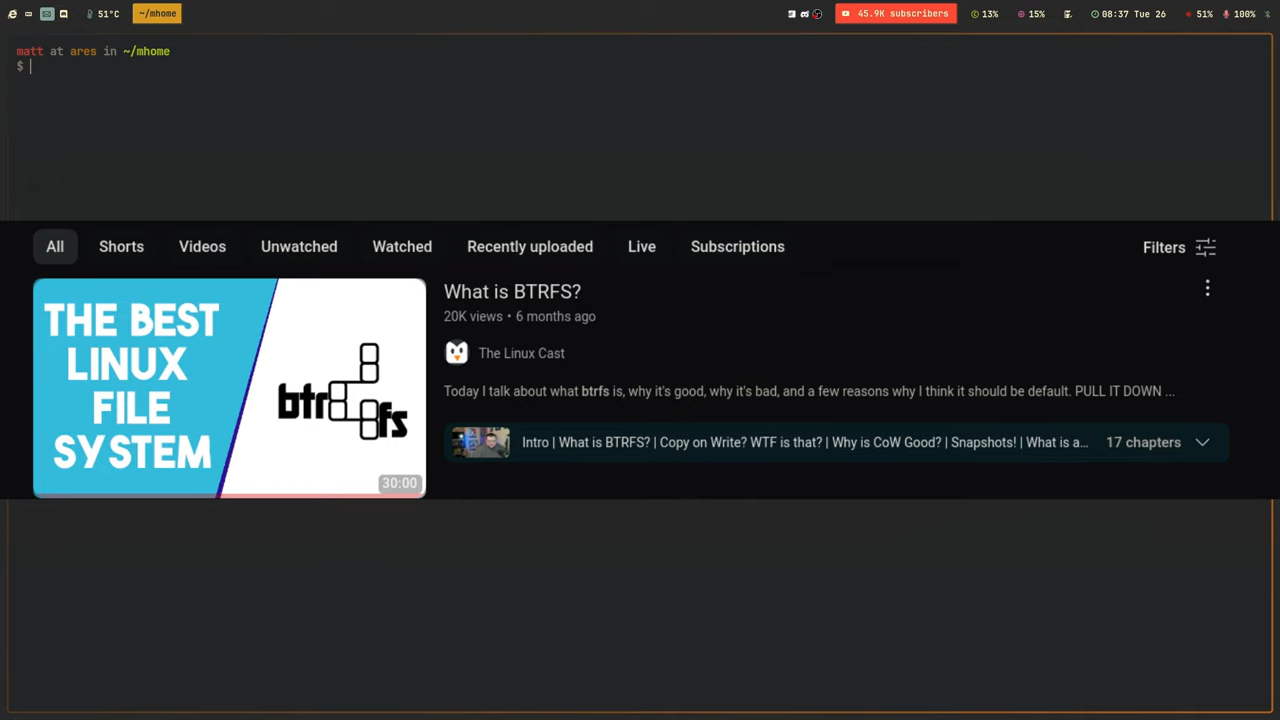 51°C ~/mhome 45.9K subscribers 13% 15% 08:37 Tue 26 51% 100%
matt at ares in ~/mhome
$
All Shorts Videos Unwatched Watched Recently uploaded Live Subscriptions Filters
THE BEST
LINUX
FILE
SYSTEM
btrfs
30:00
What is BTRFS?
20K views • 6 months ago
The Linux Cast
Today I talk about what btrfs is, why it's good, why it's bad, and a few reasons why I think it should be default. PULL IT DOWN ...
Intro | What is BTRFS? | Copy on Write? WTF is that? | Why is CoW Good? | Snapshots! | What is a... 17 chapters